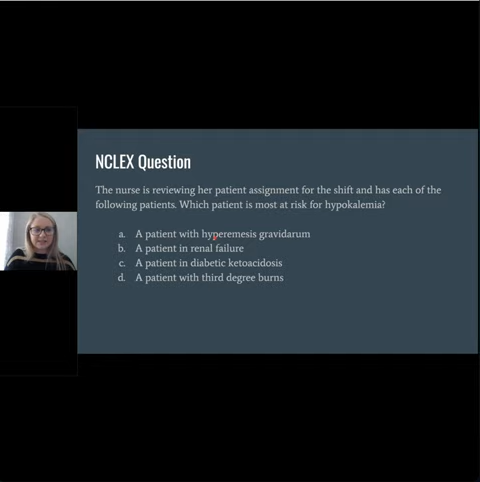 NCLEX Question
The nurse is reviewing her patient assignment for the shift and has each of the
following patients. Which patient is most at risk for hypokalemia?
a. A patient with hyperemesis gravidarum
b. A patient in renal failure
c. A patient in diabetic ketoacidosis
d. A patient with third degree burns